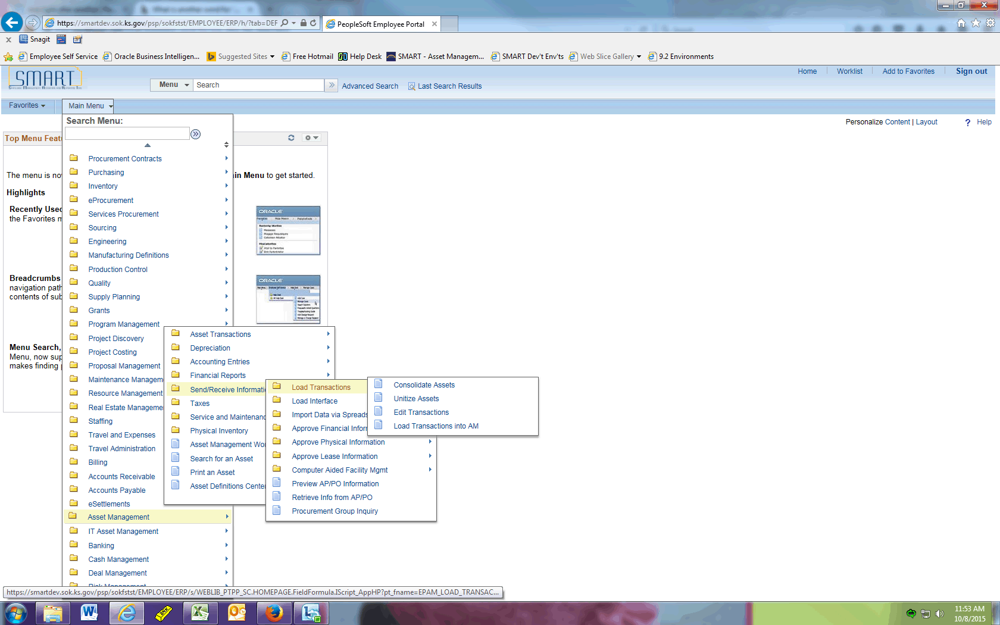 https://smartdev.sok.ks.gov/psp/sokfstst/EMPLOYEE/ERP/h/?tab=DEF
PeopleSoft Employee Portal
x Snagit
Employee Self Service Oracle Business Intelligen... Suggested Sites Free Hotmail Help Desk SMART - Asset Managem... SMART Dev't Env'ts Web Slice Gallery 9.2 Environments
SMART
Home Worklist Add to Favorites Sign out
Menu Search Advanced Search Last Search Results
Favorites Main Menu
Personalize Content | Layout ? Help
Search Menu:
Top Menu Featu
The menu is no
in Menu to get started.
Highlights
Recently Used
the Favorites m
Breadcrumbs
navigation path
contents of sub
Menu Search,
Menu, now sup
makes finding
Procurement Contracts
Purchasing
Inventory
eProcurement
Services Procurement
Sourcing
Engineering
Manufacturing Definitions
Production Control
Quality
Supply Planning
Grants
Program Management
Project Discovery
Project Costing
Proposal Management
Maintenance Managem
Resource Management
Real Estate Manageme
Staffing
Travel and Expenses
Travel Administration
Billing
Accounts Receivable
Accounts Payable
eSettlements
Asset Management
IT Asset Management
Banking
Cash Management
Deal Management
Risk Management
Asset Transactions
Depreciation
Accounting Entries
Financial Reports
Send/Receive Informati
Taxes
Service and Maintenanc
Physical Inventory
Asset Management Wo
Search for an Asset
Print an Asset
Asset Definitions Center
Load Transactions
Load Interface
Import Data via Spreads
Approve Financial Inforr
Approve Physical Information
Approve Lease Information
Computer Aided Facility Mgmt
Preview AP/PO Information
Retrieve Info from AP/PO
Procurement Group Inquiry
Consolidate Assets
Unitize Assets
Edit Transactions
Load Transactions into AM
ORACLE
ORACLE
https://smartdev.sok.ks.gov/psp/sokfstst/EMPLOYEE/ERP/s/WEBLIB_PTPP_SC.HOMEPAGE.FieldFormula.IScript_AppHP?pt_fname=EPAM_LOAD_TRANSAC...
11:53 AM
10/8/2015